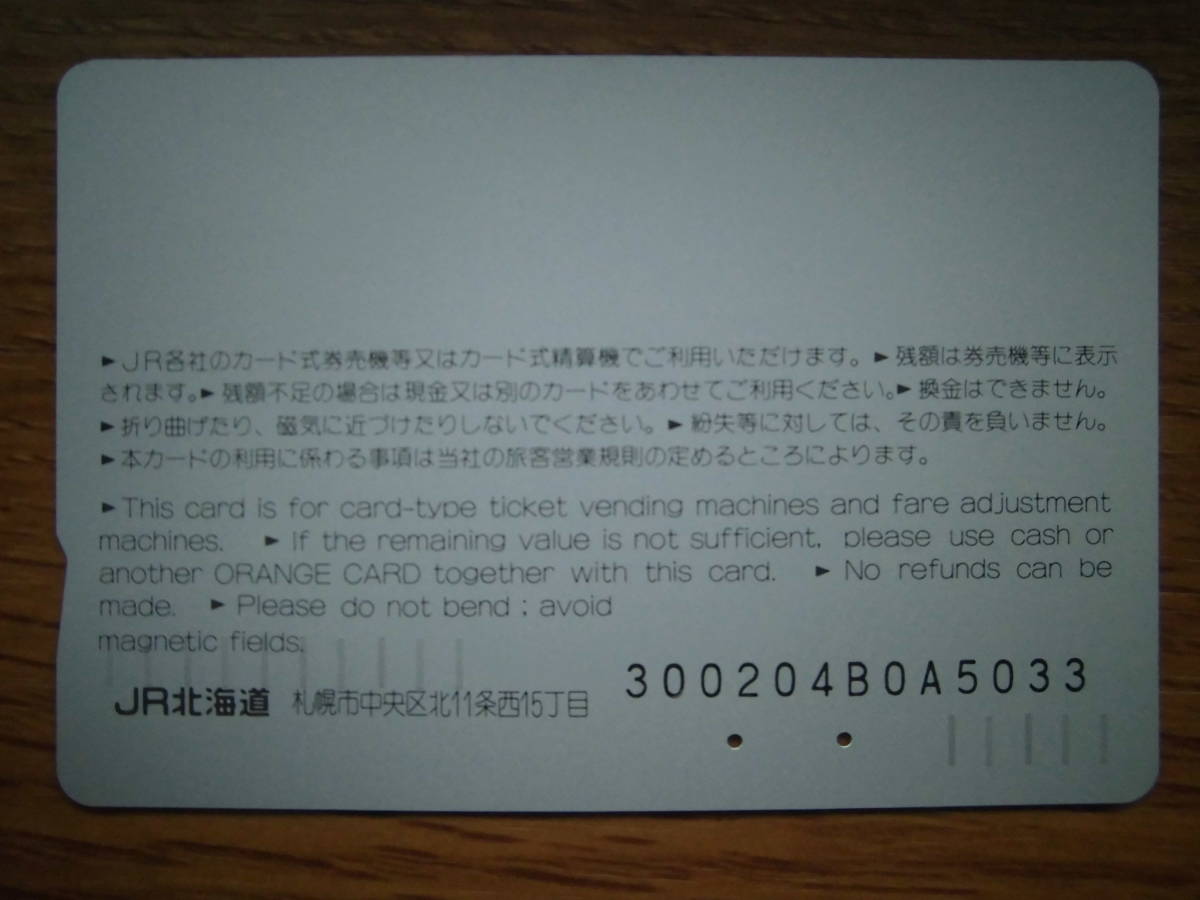 ►JR各社のカード式券売機等又はカード式精算機でご利用いただけます。►残額は券売機等に表示
されます。►残額不足の場合は現金又は別のカードをあわせてご利用ください。►換金はできません。
►折り曲げたり、磁気に近づけたりしないでください。►紛失等に対しては、その責を負いません。
►本カードの利用に係わる事項は当社の旅客営業規則の定めるところによります。
►This card is for card-type ticket vending machines and fare adjustment
machines. ►If the remaining value is not sufficient, please use cash or
another ORANGE CARD together with this card. ►No refunds can be
made. ►Please do not bend; avoid
magnetic fields.
JR北海道 札幌市中央区北11条西15丁目
300204B0A5033